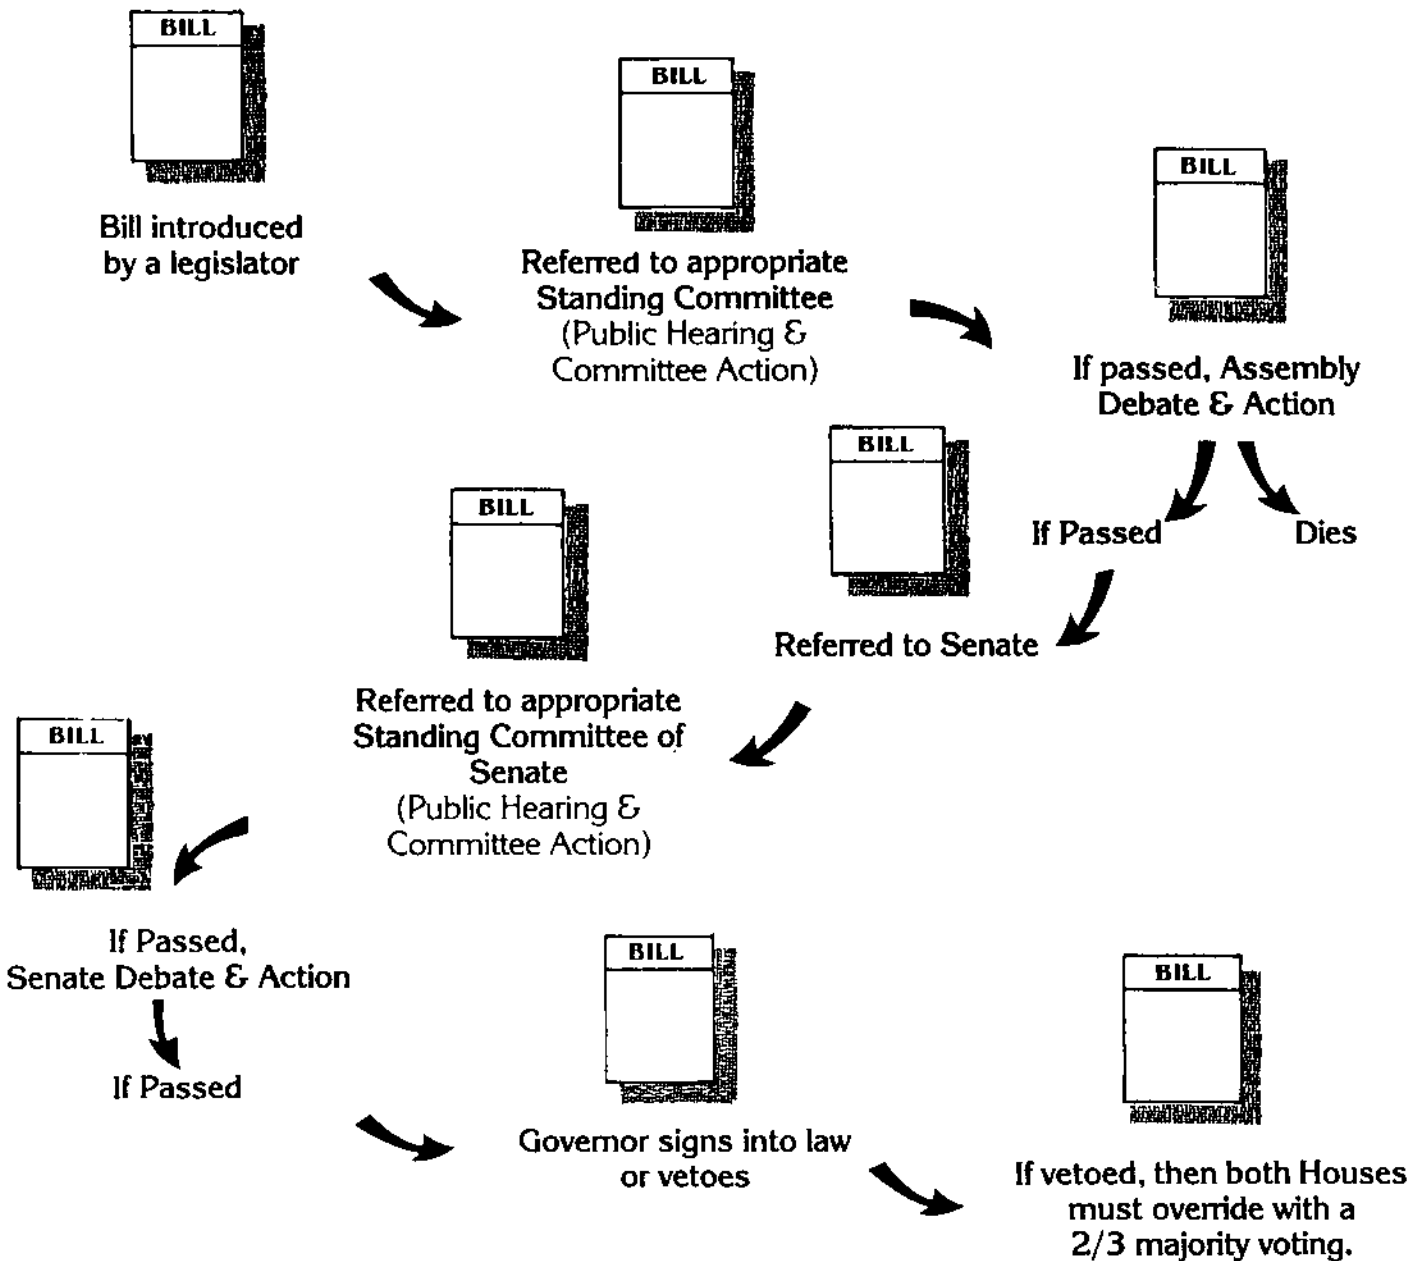 BILL
Bill introduced
by a legislator
BILL
Referred to appropriate
Standing Committee
(Public Hearing &
Committee Action)
BILL
If passed, Assembly
Debate & Action
If Passed
Dies
BILL
Referred to Senate
BILL
Referred to appropriate
Standing Committee of
Senate
(Public Hearing &
Committee Action)
BILL
If Passed,
Senate Debate & Action
If Passed
BILL
Governor signs into law
or vetoes
BILL
If vetoed, then both Houses
must override with a
2/3 majority voting.